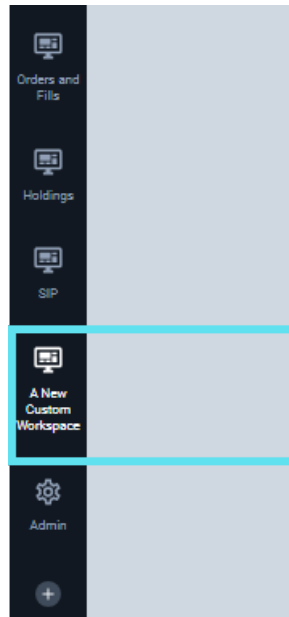 Orders and
Fills
Holdings
SIP
A New
Custom
Workspace
Admin